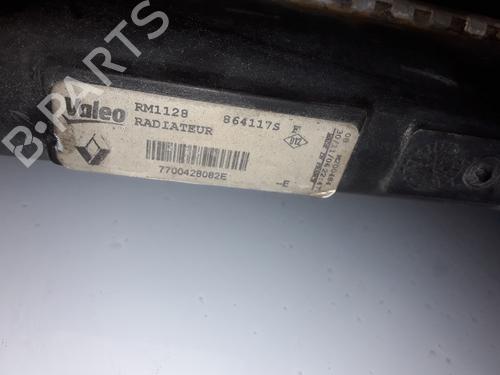 B-PARTS
Valeo
RM1128 864117S
RADIATEUR
7700428082E
-E